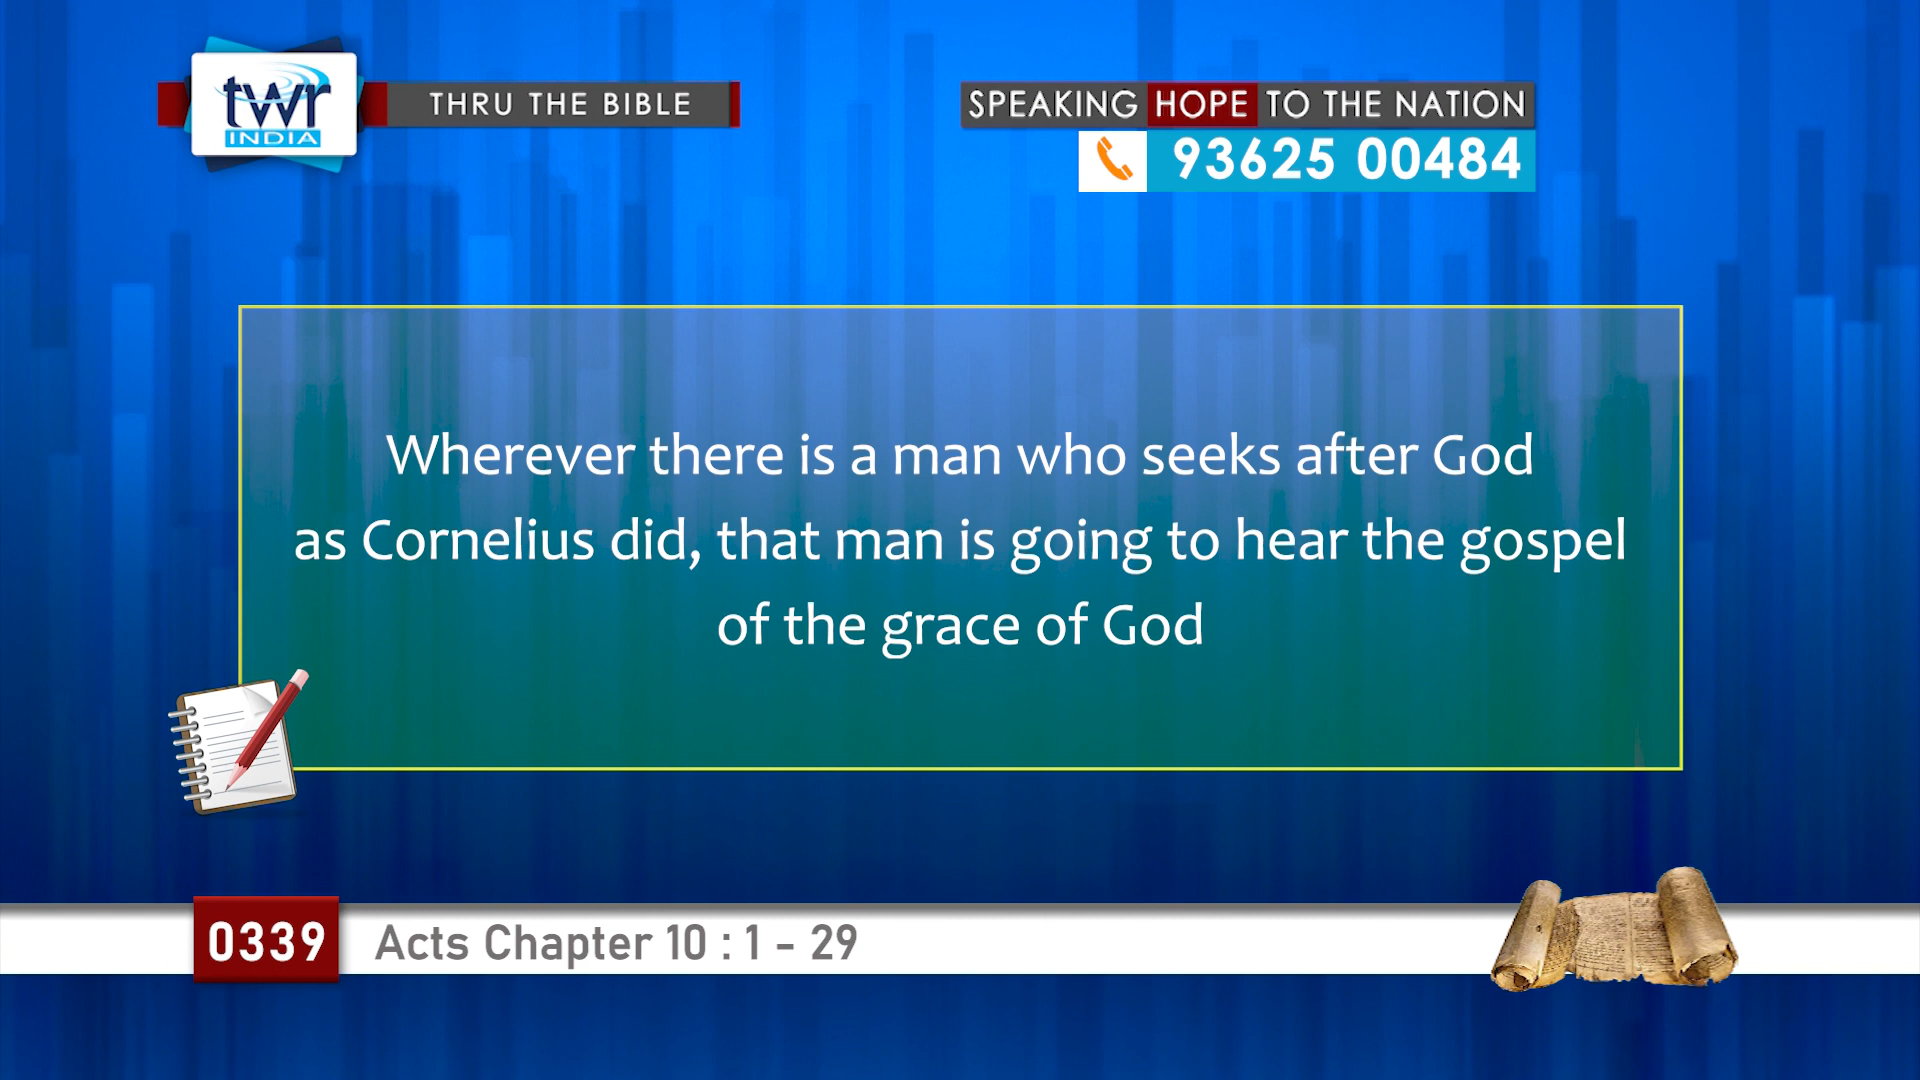 twr
INDIA
THRU THE BIBLE
SPEAKING HOPE TO THE NATION
93625 00484
Wherever there is a man who seeks after God
as Cornelius did, that man is going to hear the gospel
of the grace of God
0339
Acts Chapter 10 : 1 - 29